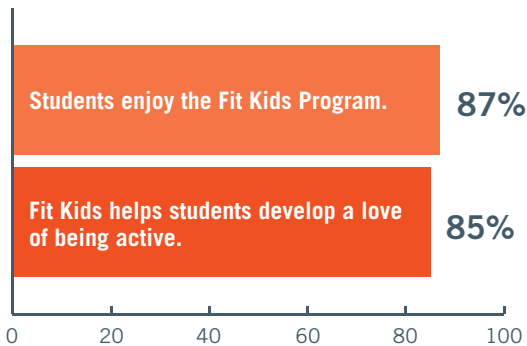 Students enjoy the Fit Kids Program.
87%
Fit Kids helps students develop a love
of being active.
85%
0 20 40 60 80 100